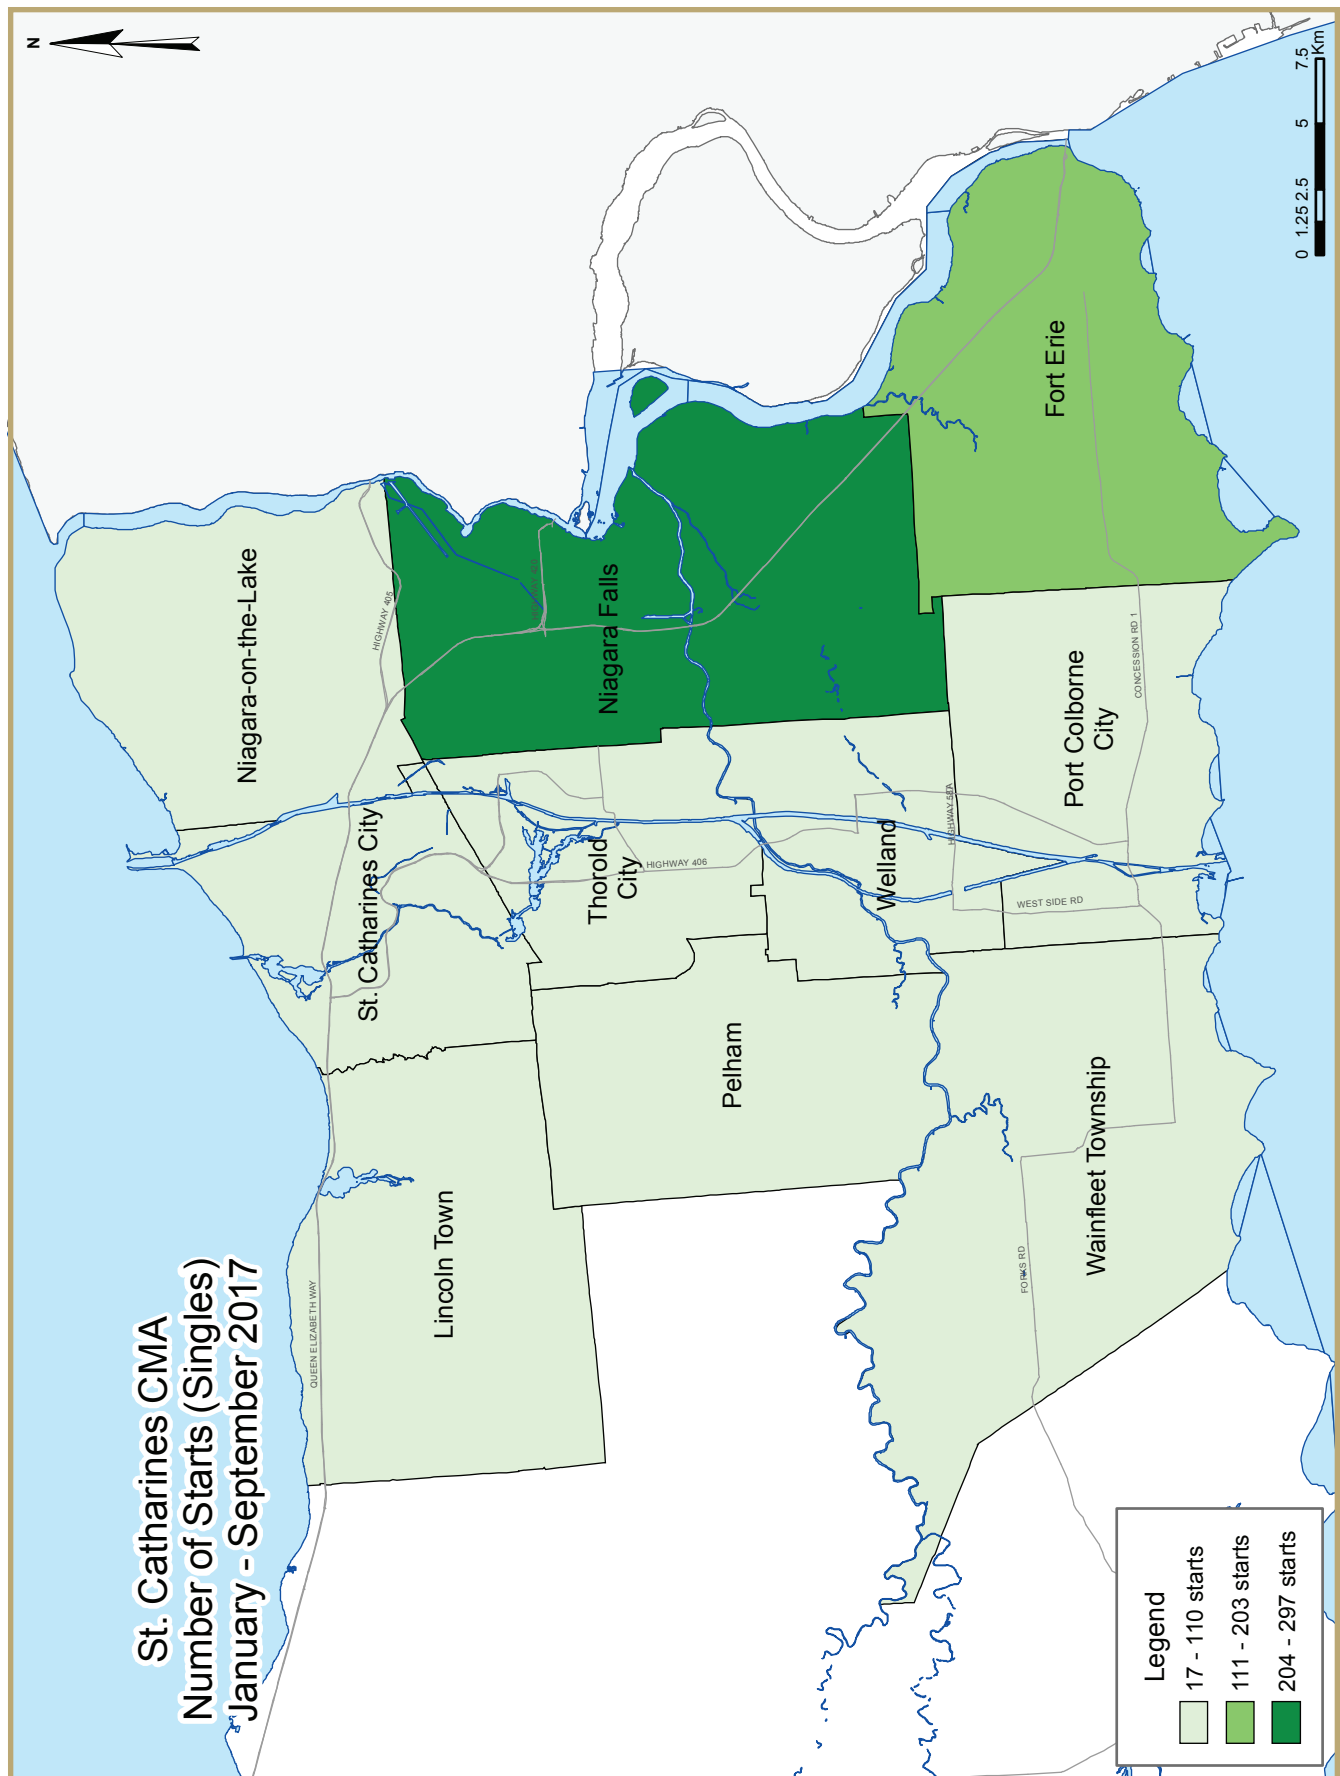 St. Catharines CMA
Number of Starts (Singles)
January - September 2017
N
Niagara-on-the-Lake
HIGHWAY 405
St. Catharines City
QUEEN ELIZABETH WAY
Lincoln Town
HIGHWAY 420
Niagara Falls
Thorold
City
HIGHWAY 406
Pelham
Welland
HIGHWAY 58A
WEST SIDE RD
Fort Erie
Port Colborne
City
CONCESSION RD 1
Wainfleet Township
FORKS RD
Legend
17 - 110 starts
111 - 203 starts
204 - 297 starts
0 1.25 2.5 5 7.5
Km